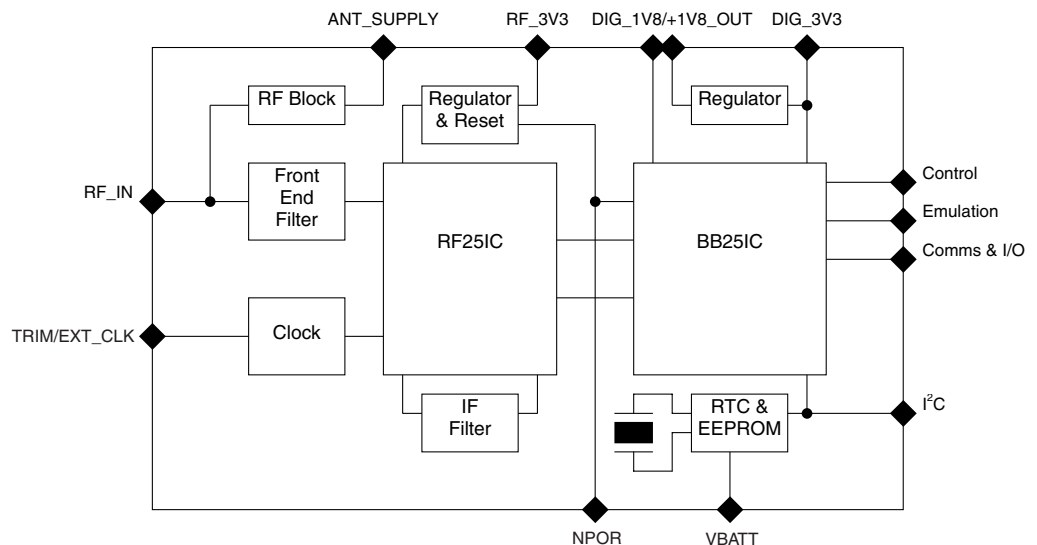 ANT_SUPPLY
RF_3V3
DIG_1V8/+1V8_OUT
DIG_3V3
RF Block
Regulator
& Reset
Regulator
RF_IN
Front
End
Filter
RF25IC
BB25IC
Control
Emulation
Comms & I/O
TRIM/EXT_CLK
Clock
IF
Filter
RTC &
EEPROM
I²C
NPOR
VBATT